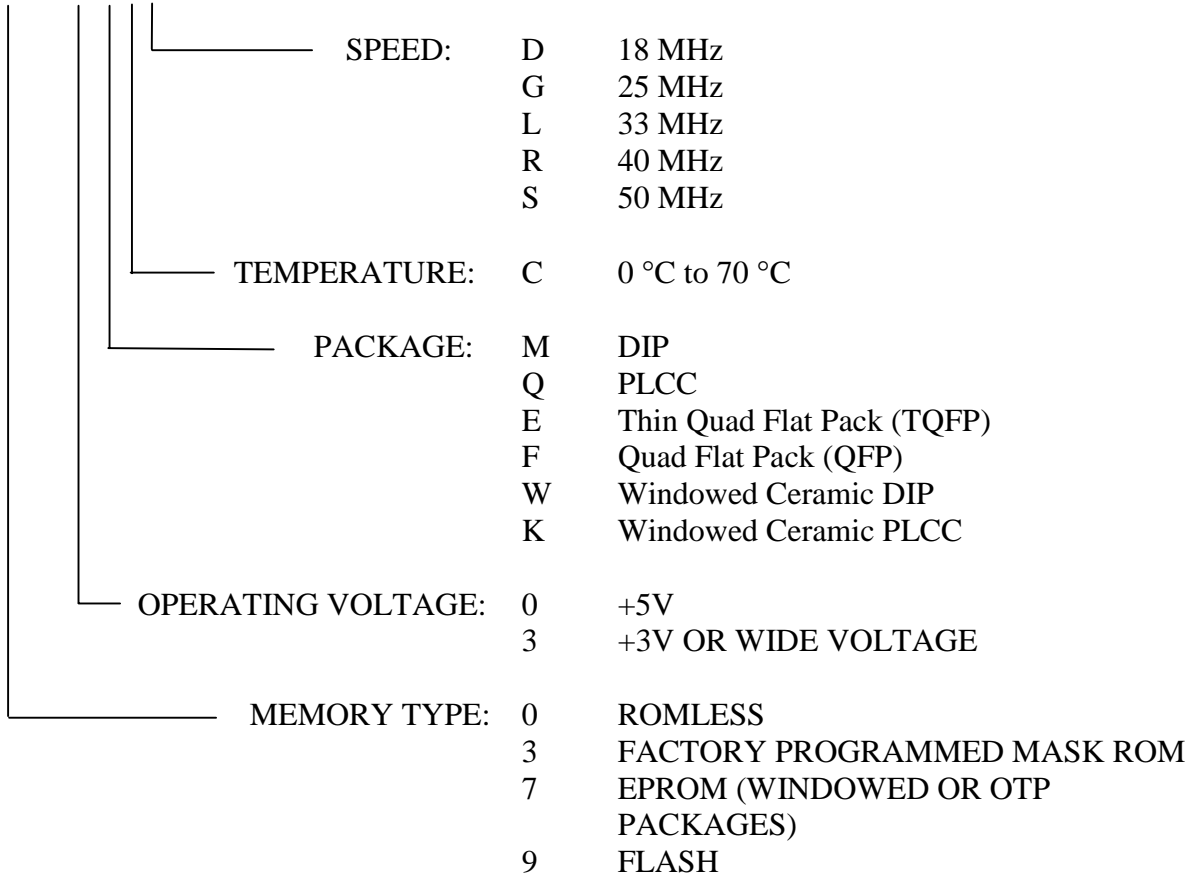 SPEED: D 18 MHz
G 25 MHz
L 33 MHz
R 40 MHz
S 50 MHz
TEMPERATURE: C 0 °C to 70 °C
PACKAGE: M DIP
Q PLCC
E Thin Quad Flat Pack (TQFP)
F Quad Flat Pack (QFP)
W Windowed Ceramic DIP
K Windowed Ceramic PLCC
OPERATING VOLTAGE: 0 +5V
3 +3V OR WIDE VOLTAGE
MEMORY TYPE: 0 ROMLESS
3 FACTORY PROGRAMMED MASK ROM
7 EPROM (WINDOWED OR OTP
PACKAGES)
9 FLASH